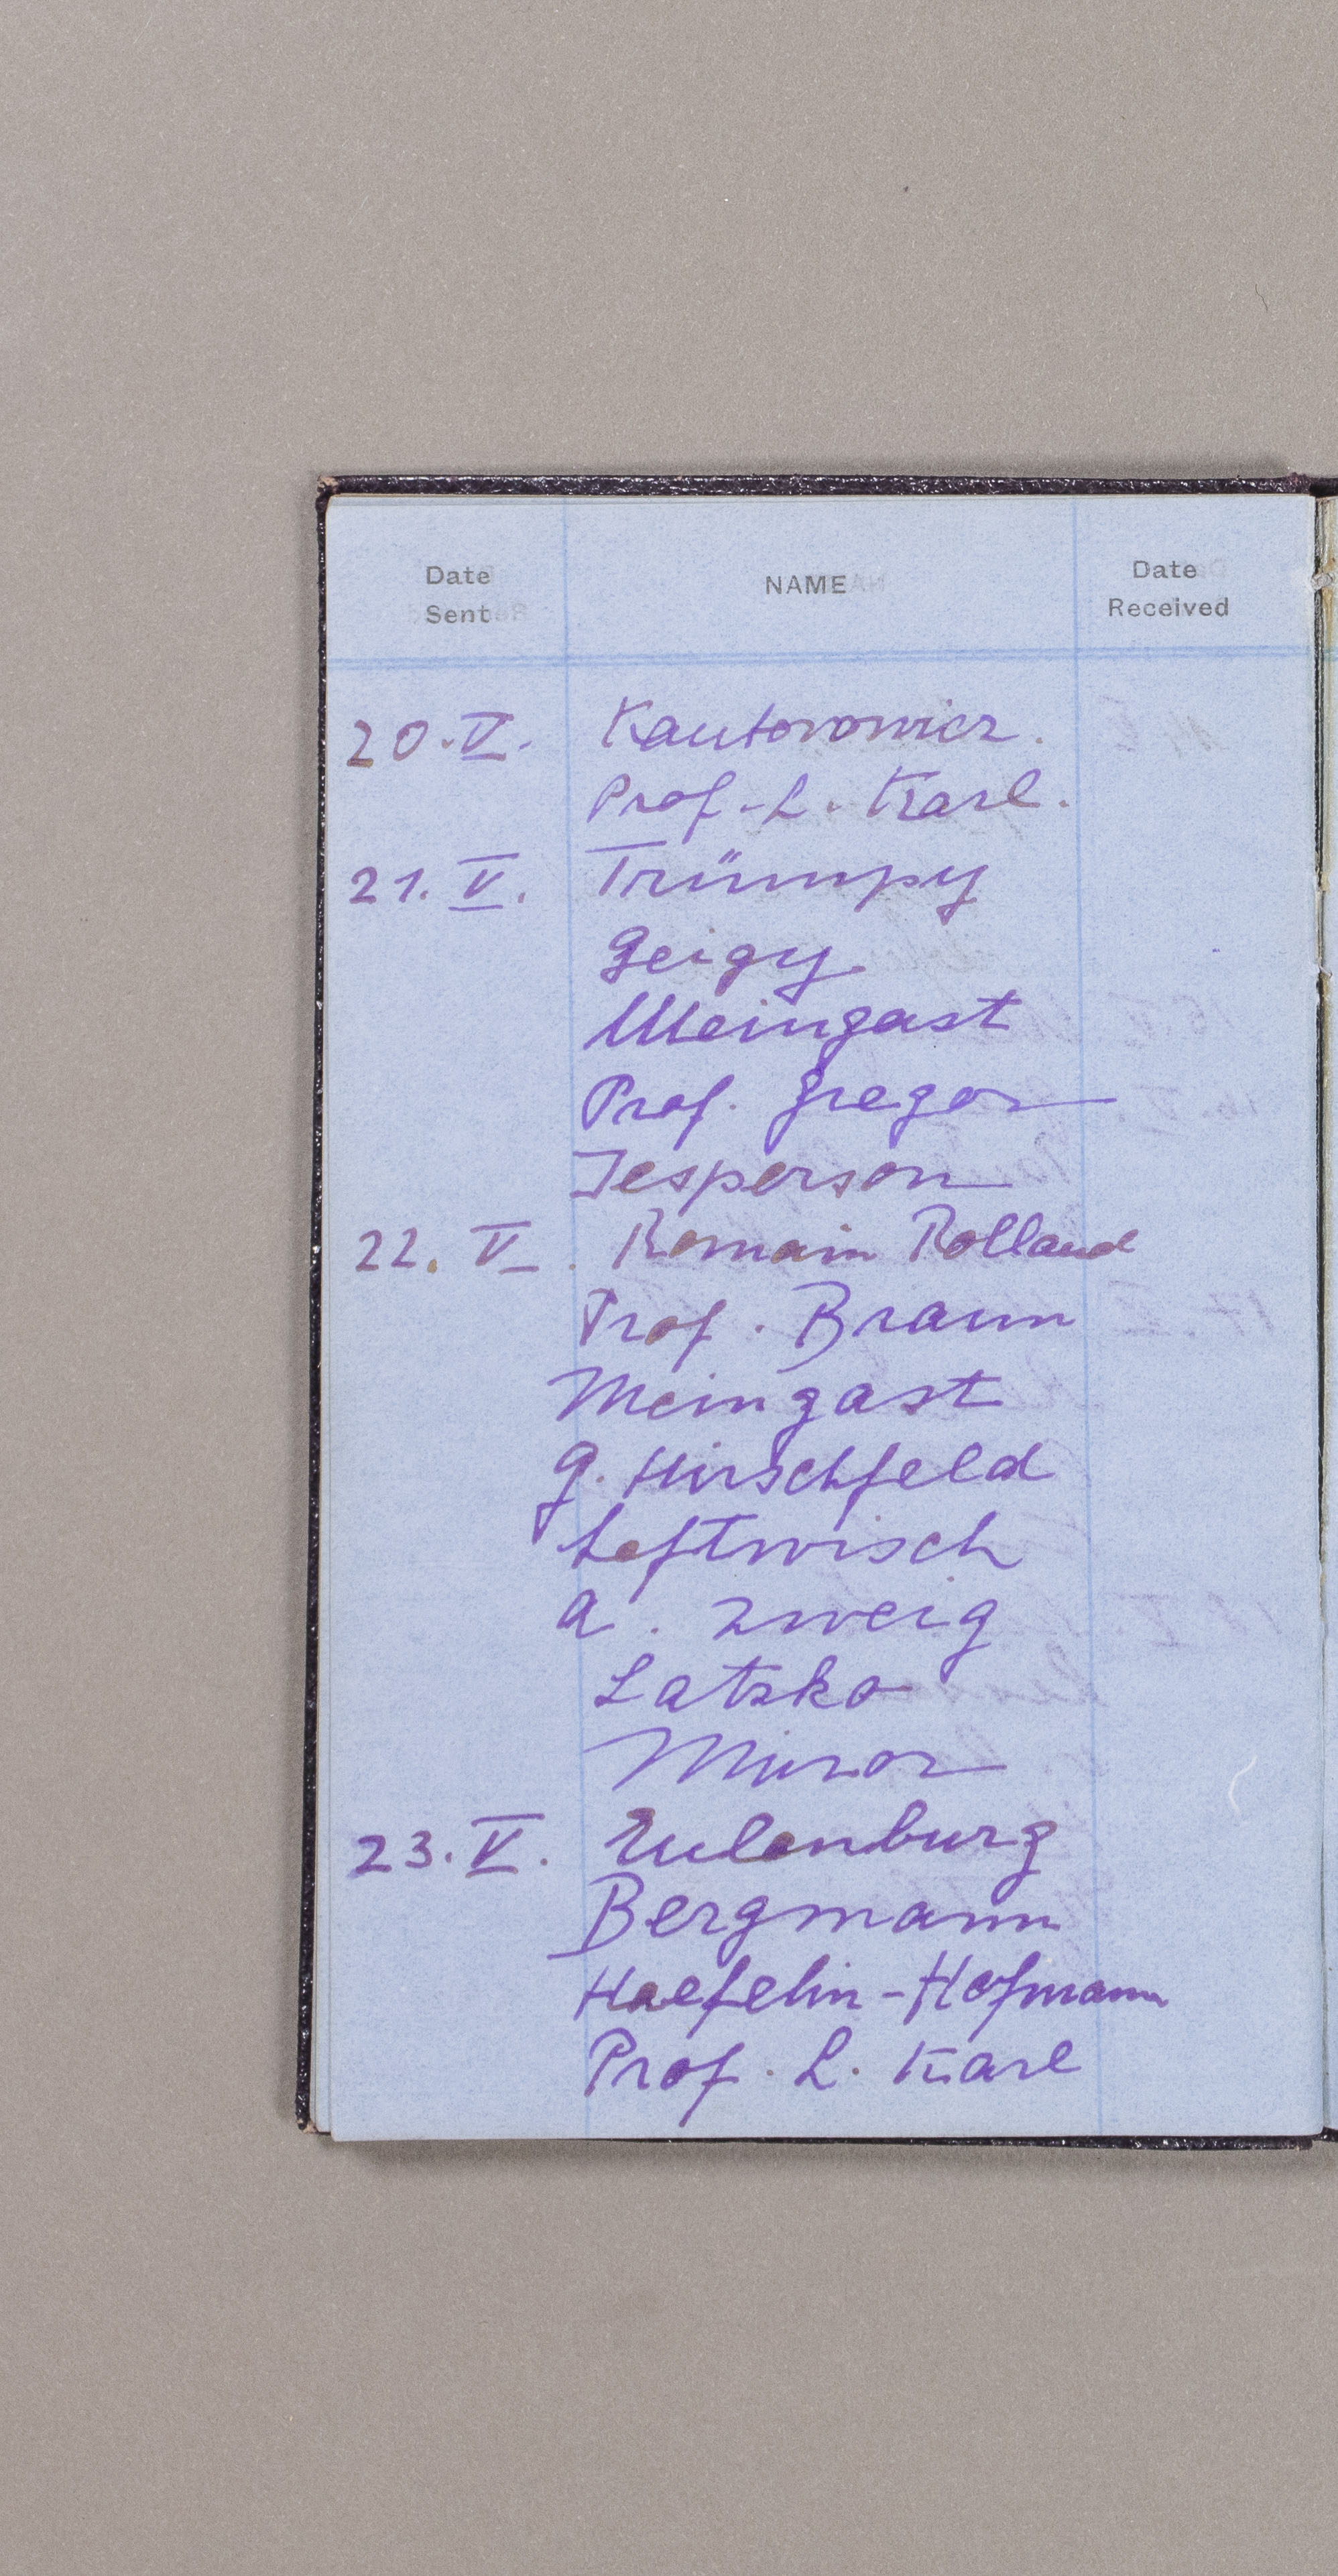 Date Sent NAME Date Received
20. V. Kantorowicz.
Prof. L. Karl.
21. V. Trümpy
Geigy
Meingast
Prof. Gregor
Jesperson
22. V. Romain Rolland
Prof. Braun
Meingast
G. Hirschfeld
Leftwisch
A. Zweig
Latzko
Minor
23. V. Eulenburg
Bergmann
Haefelin-Hofmann
Prof. L. Karl